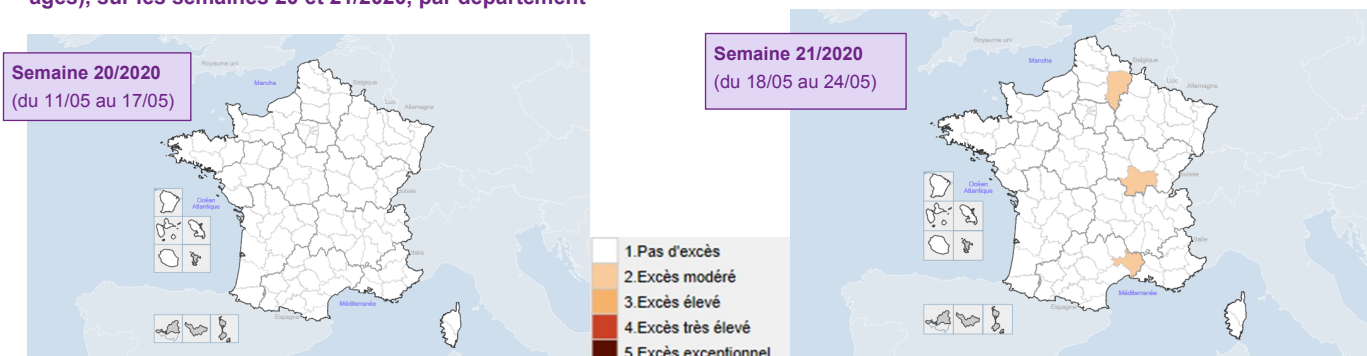 âges), sur les semaines 20 et 21/2020, par département
Semaine 20/2020
(du 11/05 au 17/05)
Royaume uni
Manche
Belgique
Lux
Allemagne
Suisse
Océan
Atlantique
Italie
Méditerranée
Espagne
1.Pas d'excès
2.Excès modéré
3.Excès élevé
4.Excès très élevé
5.Excès exceptionnel
Semaine 21/2020
(du 18/05 au 24/05)
Royaume uni
Manche
Belgique
Lux
Allemagne
Suisse
Océan
Atlantique
Italie
Méditerranée
Espagne